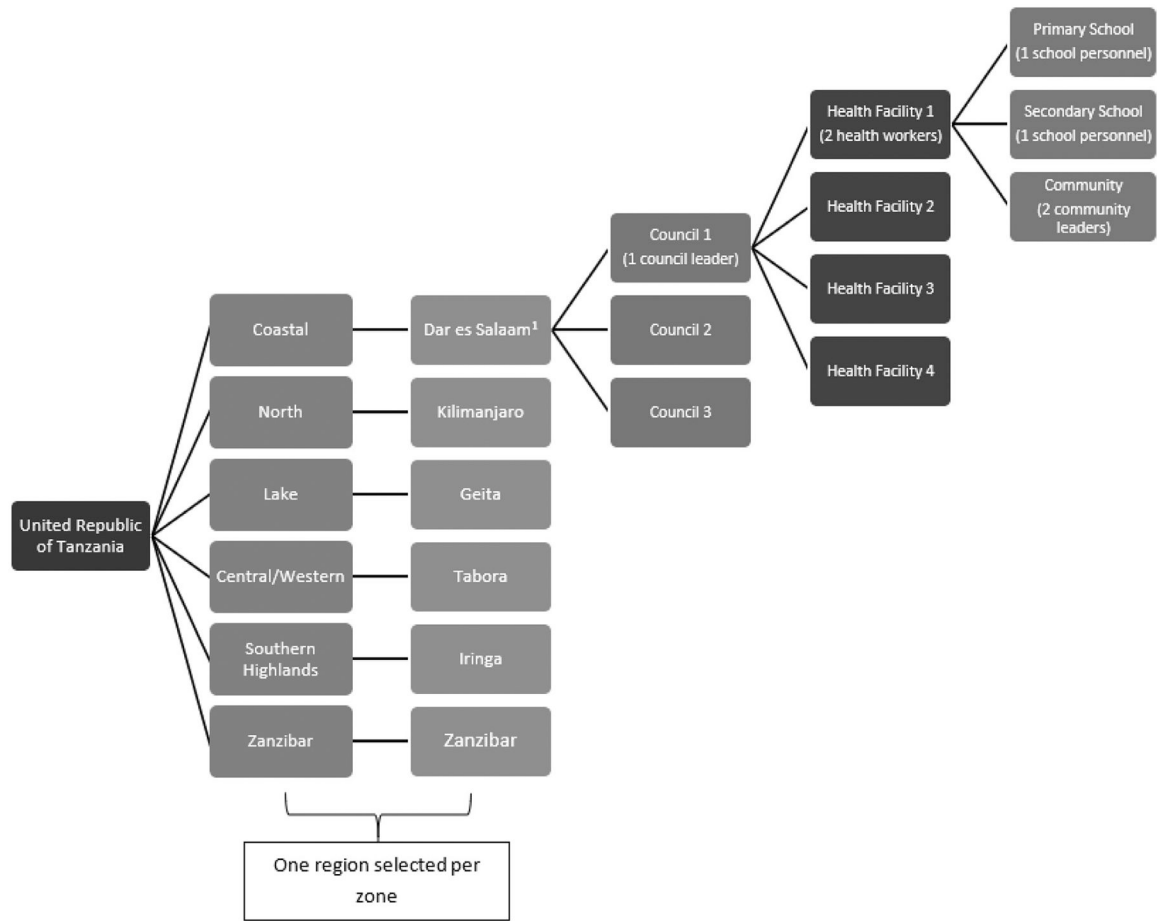 United Republic
of Tanzania
Coastal
North
Lake
Central/Western
Southern
Highlands
Zanzibar
Dar es Salaam¹
Kilimanjaro
Geita
Tabora
Iringa
Zanzibar
One region selected per
zone
Council 1
(1 council leader)
Council 2
Council 3
Health Facility 1
(2 health workers)
Health Facility 2
Health Facility 3
Health Facility 4
Primary School
(1 school personnel)
Secondary School
(1 school personnel)
Community
(2 community
leaders)